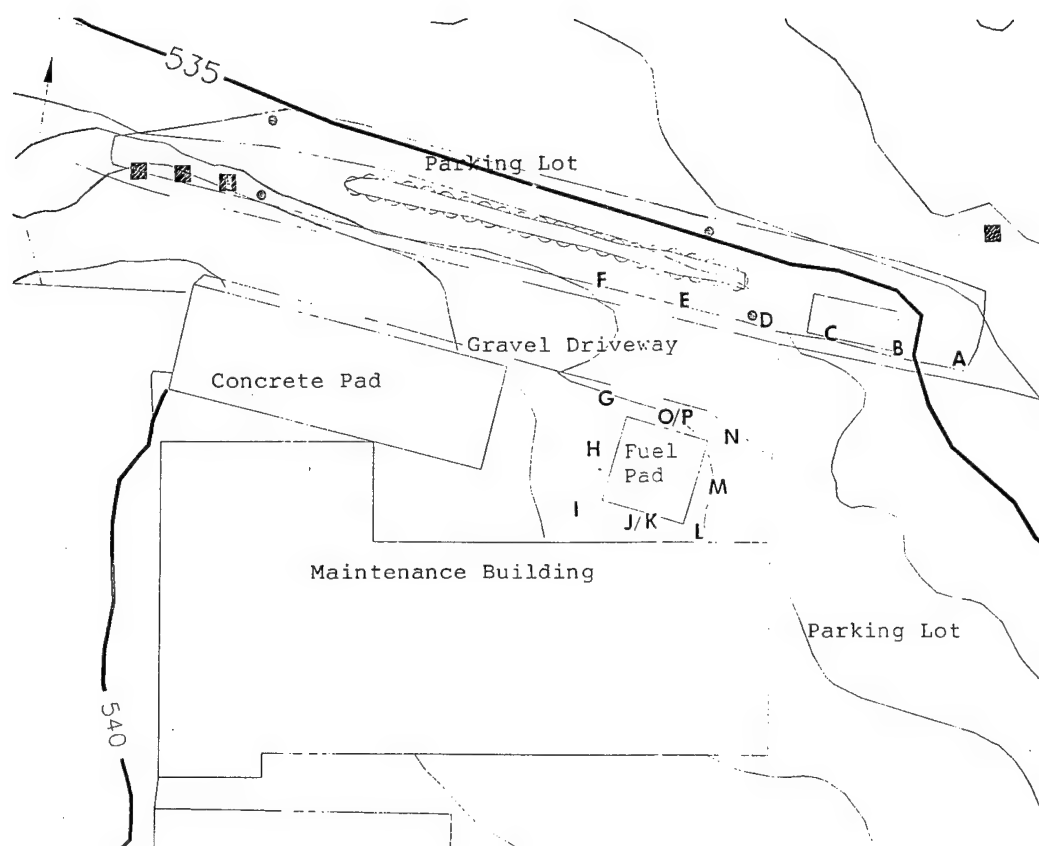 535
Parking Lot
F
E
D
C
B
A
Gravel Driveway
Concrete Pad
G
O/P
N
H
Fuel
Pad
M
I
J/K
L
Maintenance Building
Parking Lot
540